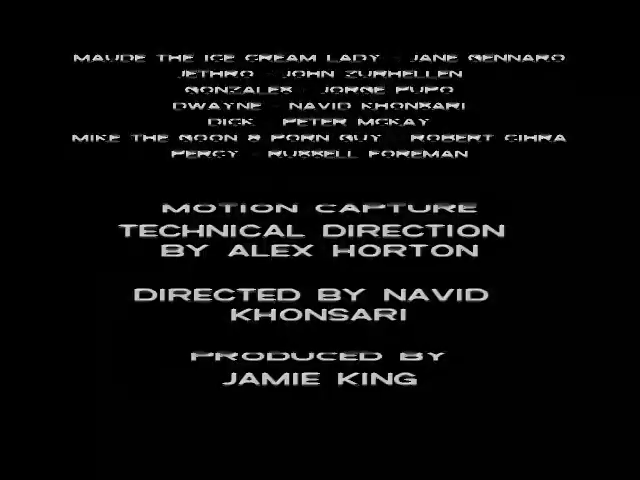 MAUDE THE ICE CREAM LADY - JANE GENNARO
JETHRO - JOHN ZURHELLEN
GONZALES - JORGE PUPO
DWAYNE - NAVID KHONSARI
DICK - PETER MCKAY
MIKE THE GOON & PORN GUY - ROBERT CIHRA
PERCY - RUSSELL FOREMAN
MOTION CAPTURE
TECHNICAL DIRECTION
BY ALEX HORTON
DIRECTED BY NAVID
KHONSARI
PRODUCED BY
JAMIE KING